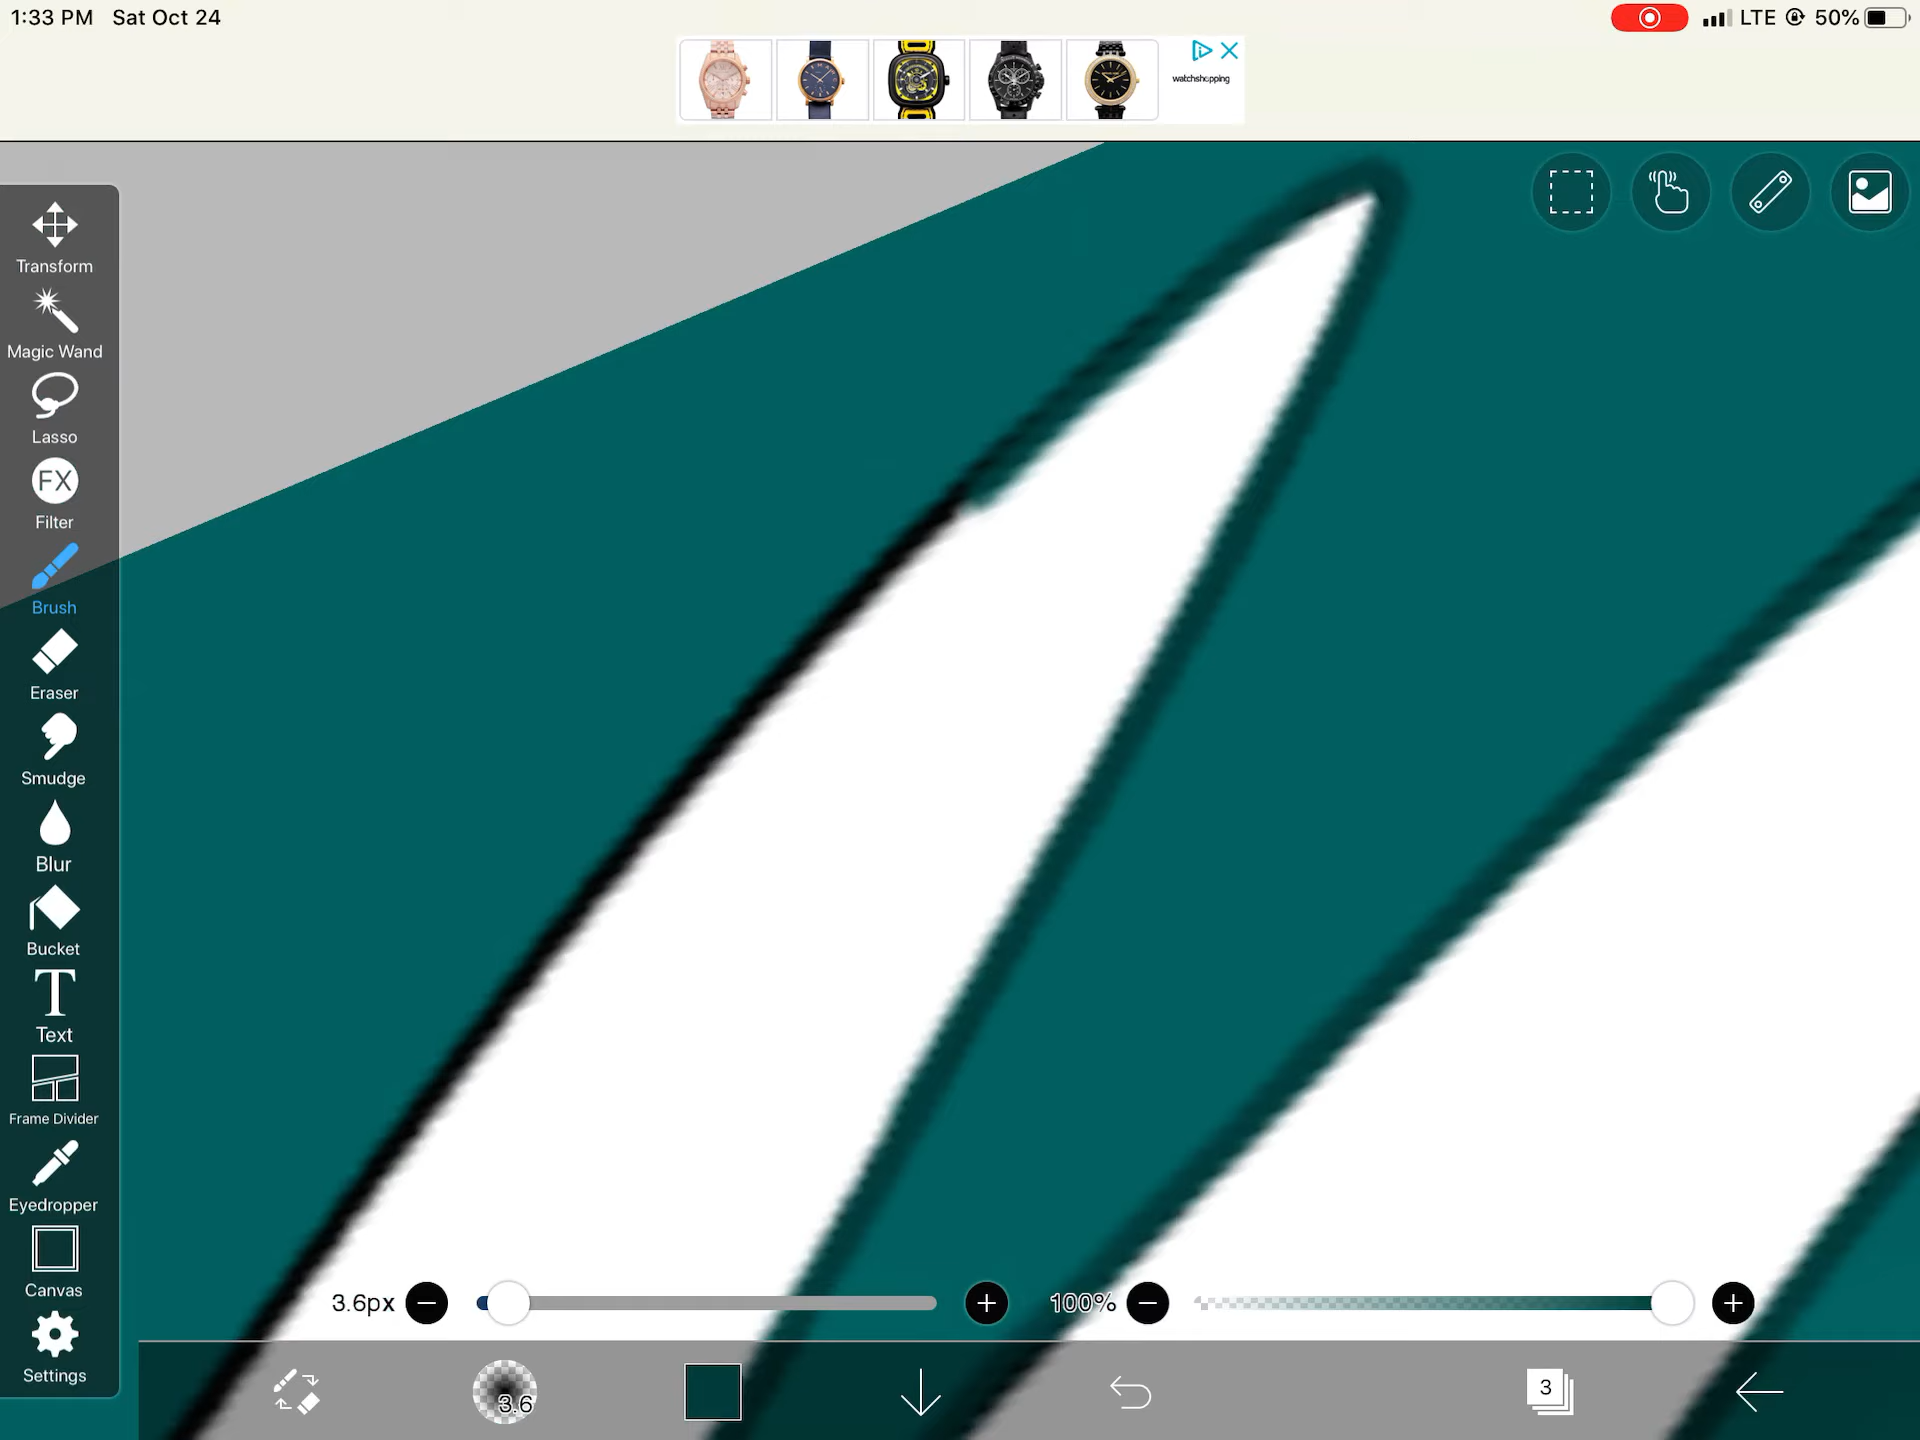 1:33 PM Sat Oct 24
LTE 50%
watchshopping
Transform
Magic Wand
Lasso
FX
Filter
Brush
Eraser
Smudge
Blur
Bucket
T
Text
Frame Divider
Eyedropper
Canvas
Settings
3.6px
100%
3.6
3